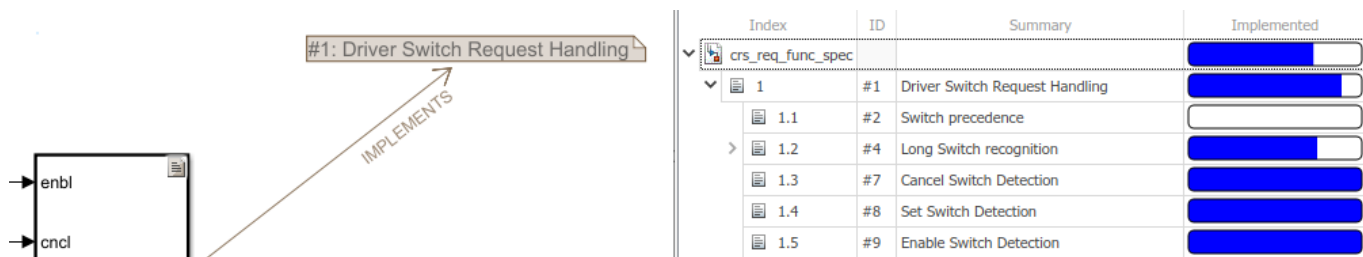 #1: Driver Switch Request Handling
IMPLEMENTS
enbl
cncl
Index ID Summary Implemented
crs_req_func_spec
1 #1 Driver Switch Request Handling
1.1 #2 Switch precedence
1.2 #4 Long Switch recognition
1.3 #7 Cancel Switch Detection
1.4 #8 Set Switch Detection
1.5 #9 Enable Switch Detection